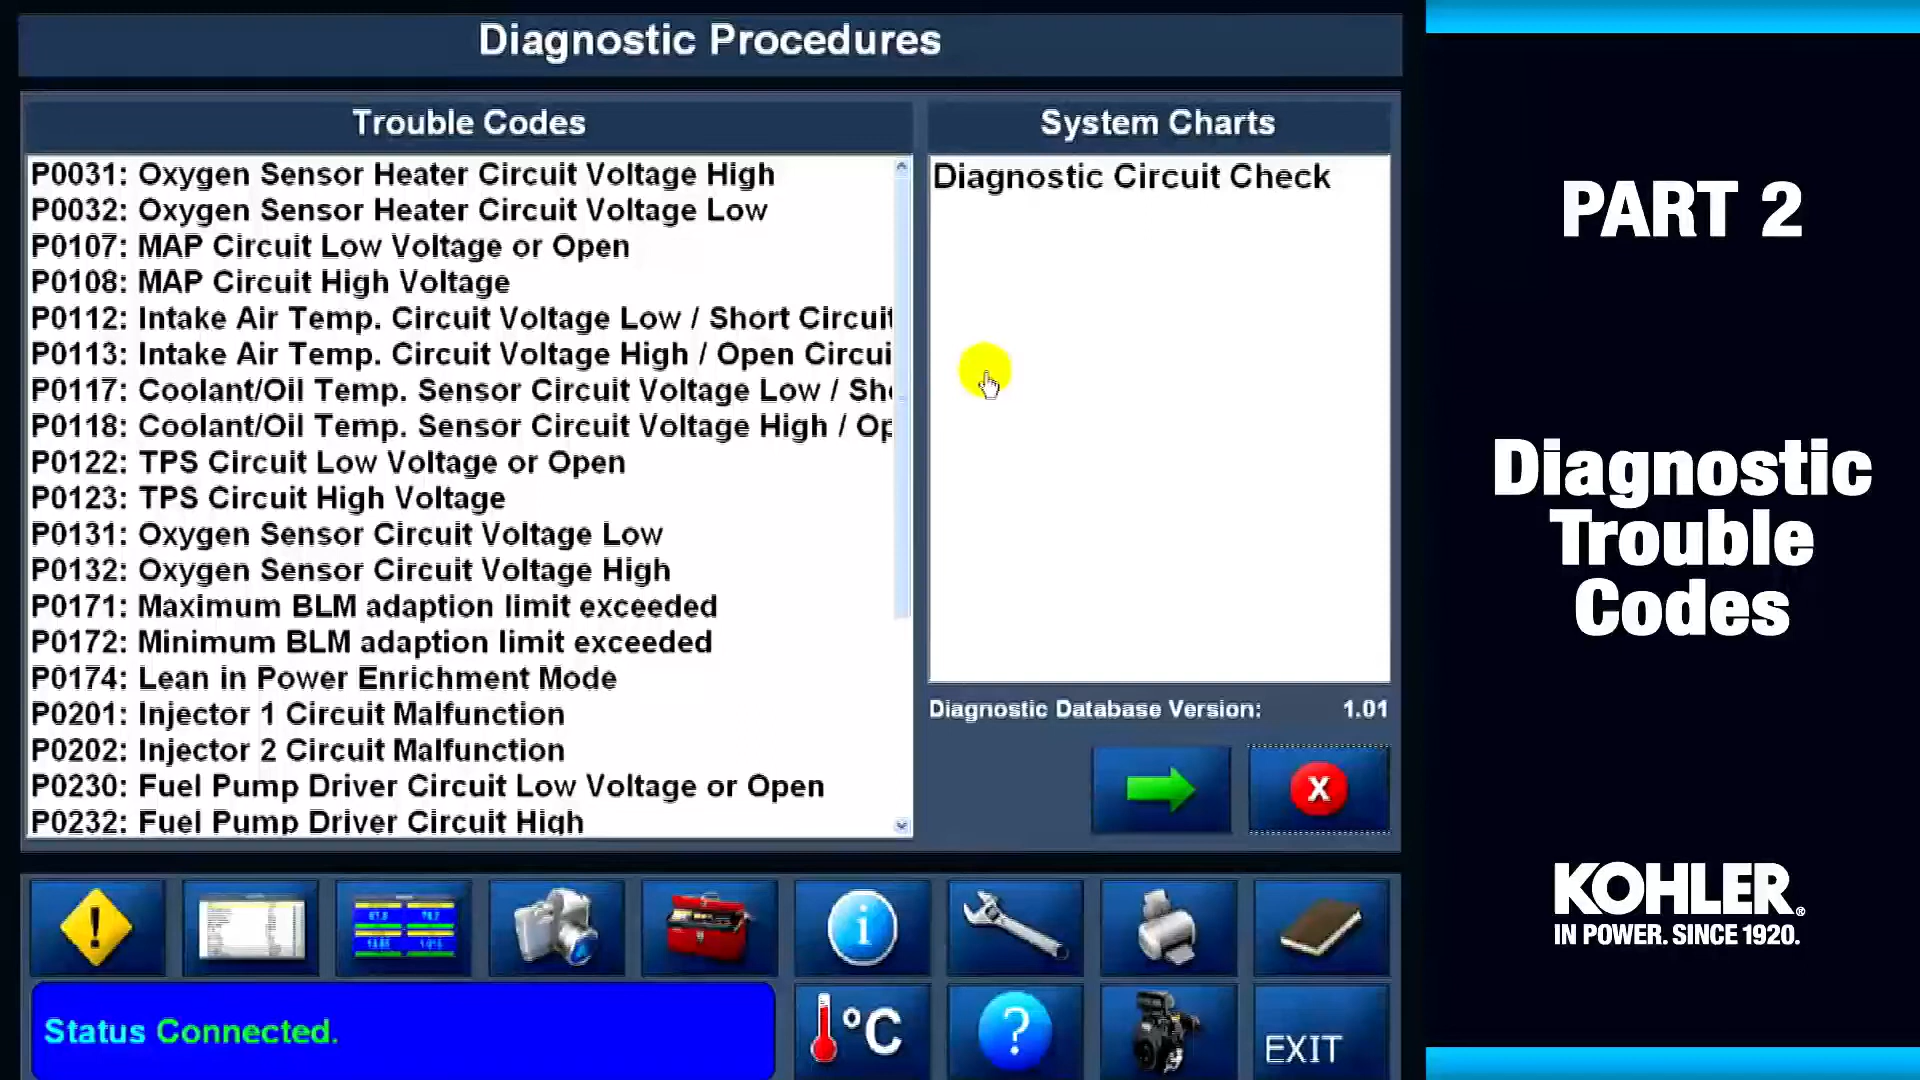 Diagnostic Procedures
Trouble Codes
P0031: Oxygen Sensor Heater Circuit Voltage High
P0032: Oxygen Sensor Heater Circuit Voltage Low
P0107: MAP Circuit Low Voltage or Open
P0108: MAP Circuit High Voltage
P0112: Intake Air Temp. Circuit Voltage Low / Short Circuit
P0113: Intake Air Temp. Circuit Voltage High / Open Circui
P0117: Coolant/Oil Temp. Sensor Circuit Voltage Low / Sho
P0118: Coolant/Oil Temp. Sensor Circuit Voltage High / Op
P0122: TPS Circuit Low Voltage or Open
P0123: TPS Circuit High Voltage
P0131: Oxygen Sensor Circuit Voltage Low
P0132: Oxygen Sensor Circuit Voltage High
P0171: Maximum BLM adaption limit exceeded
P0172: Minimum BLM adaption limit exceeded
P0174: Lean in Power Enrichment Mode
P0201: Injector 1 Circuit Malfunction
P0202: Injector 2 Circuit Malfunction
P0230: Fuel Pump Driver Circuit Low Voltage or Open
P0232: Fuel Pump Driver Circuit High
System Charts
Diagnostic Circuit Check
Diagnostic Database Version: 1.01
X
!
i
Status Connected.
°C
?
EXIT
PART 2
Diagnostic
Trouble
Codes
KOHLER®
IN POWER. SINCE 1920.